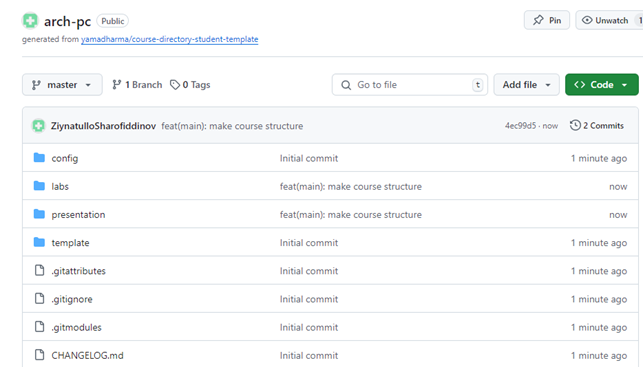 arch-pc Public Pin Unwatch 1
generated from yamadharma/course-directory-student-template
master 1 Branch 0 Tags Go to file t Add file Code
ZiynatulloSharofiddinov feat(main): make course structure 4ec99d5 · now 2 Commits
config Initial commit 1 minute ago
labs feat(main): make course structure now
presentation feat(main): make course structure now
template Initial commit 1 minute ago
.gitattributes Initial commit 1 minute ago
.gitignore Initial commit 1 minute ago
.gitmodules Initial commit 1 minute ago
CHANGELOG.md Initial commit 1 minute ago